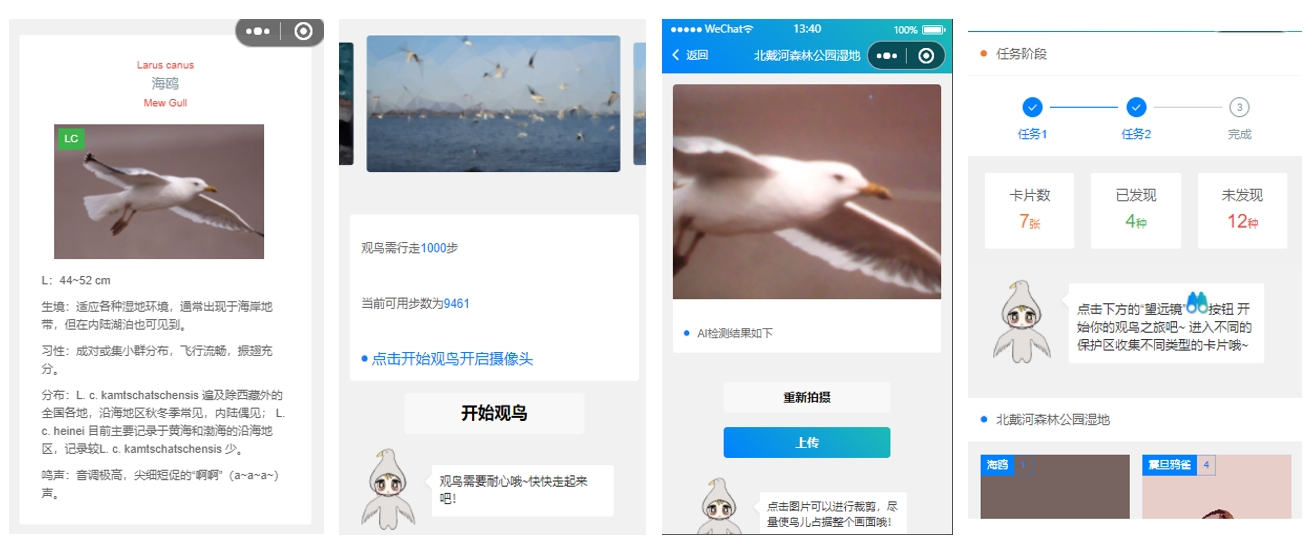 Larus canus
海鸥
Mew Gull
LC
L：44~52 cm
生境：适应各种湿地环境，通常出现于海岸地
带，但在内陆湖泊也可见到。
习性：成对或集小群分布，飞行流畅，振翅充
分。
分布：L. c. kamtschatschensis 遍及除西藏外的
全国各地，沿海地区秋冬季常见，内陆偶见； L.
c. heinei 目前主要记录于黄海和渤海的沿海地
区，记录较L. c. kamtschatschensis 少。
鸣声：音调极高，尖细短促的“啊啊”（a~a~a~）
声。
观鸟需行走1000步
当前可用步数为9461
点击开始观鸟开启摄像头
开始观鸟
观鸟需要耐心哦~快快走起来
吧！
WeChat
13:40
100%
返回
北戴河森林公园湿地
AI检测结果如下
重新拍摄
上传
点击图片可以进行裁剪，尽
量使鸟儿占据整个画面哦！
任务阶段
3
任务1
任务2
完成
卡片数
7张
已发现
4种
未发现
12种
点击下方的“望远镜”按钮 开
始你的观鸟之旅吧~ 进入不同的
保护区收集不同类型的卡片哦~
北戴河森林公园湿地
海鸥 1
震旦鸦雀 4